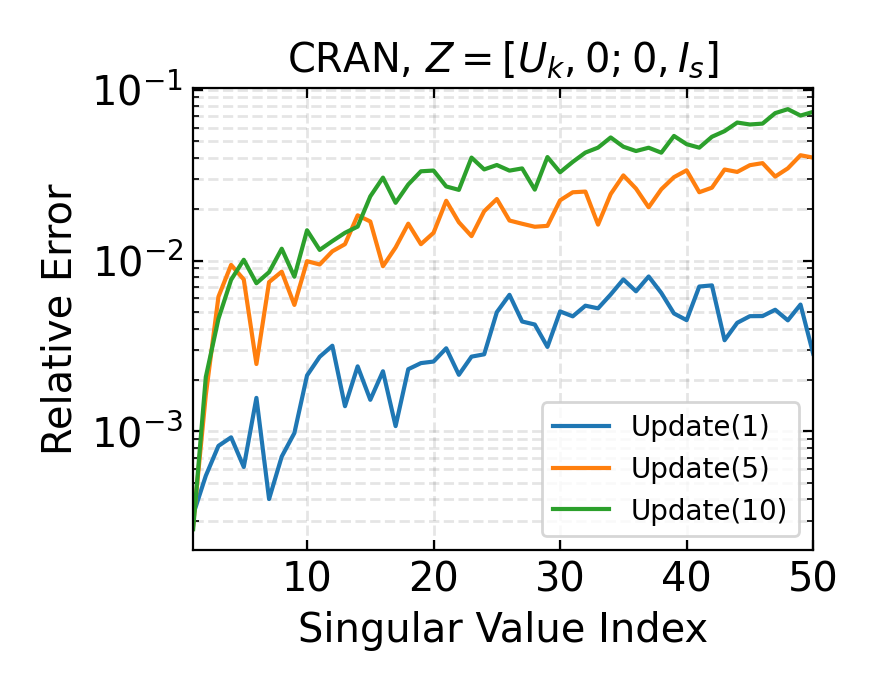 CRAN, $Z = [U_k, 0; 0, I_s]$
Relative Error
10⁻¹
10⁻²
10⁻³
10
20
30
40
50
Singular Value Index
Update(1)
Update(5)
Update(10)